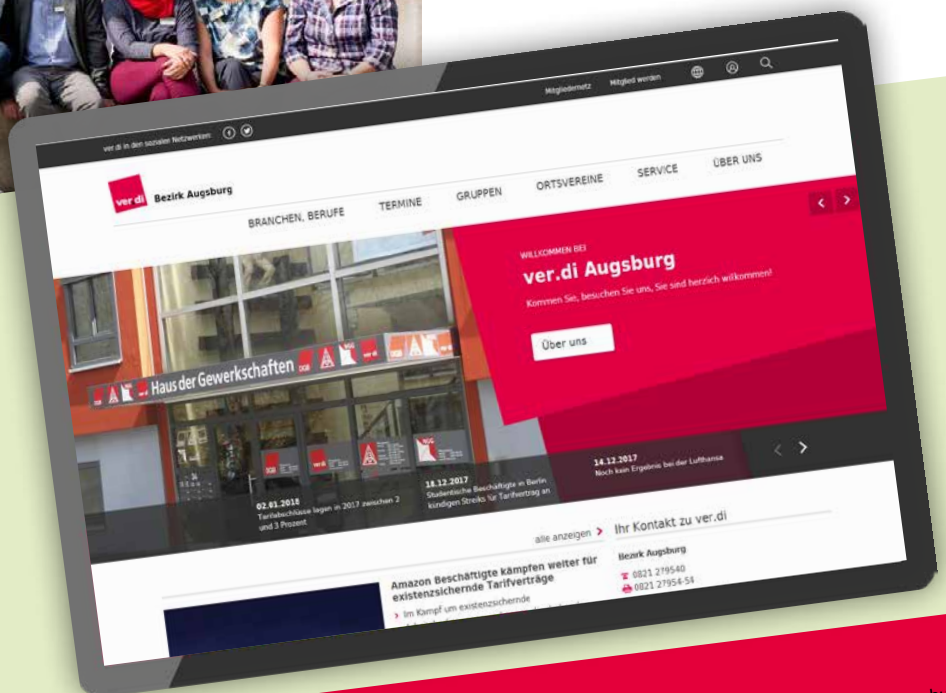 ver.di in den sozialen Netzwerken:
Mitgliedernetz
Mitglied werden
ver di
Bezirk Augsburg
BRANCHEN, BERUFE
TERMINE
GRUPPEN
ORTSVEREINE
SERVICE
ÜBER UNS
WILLKOMMEN BEI
ver.di Augsburg
Kommen Sie, besuchen Sie uns, Sie sind herzlich willkommen!
Über uns
Haus der Gewerkschaften
DGB
NGG
ver di
DGB
02.01.2018
Tarifabschlüsse lagen in 2017 zwischen 2
und 3 Prozent
18.12.2017
Studentische Beschäftigte in Berlin
kündigen Streiks für Tarifvertrag an
14.12.2017
Noch kein Ergebnis bei der Lufthansa
alle anzeigen
Amazon Beschäftigte kämpfen weiter für
existenzsichernde Tarifverträge
Im Kampf um existenzsichernde
Ihr Kontakt zu ver.di
Bezirk Augsburg
0821 279540
0821 27954-54